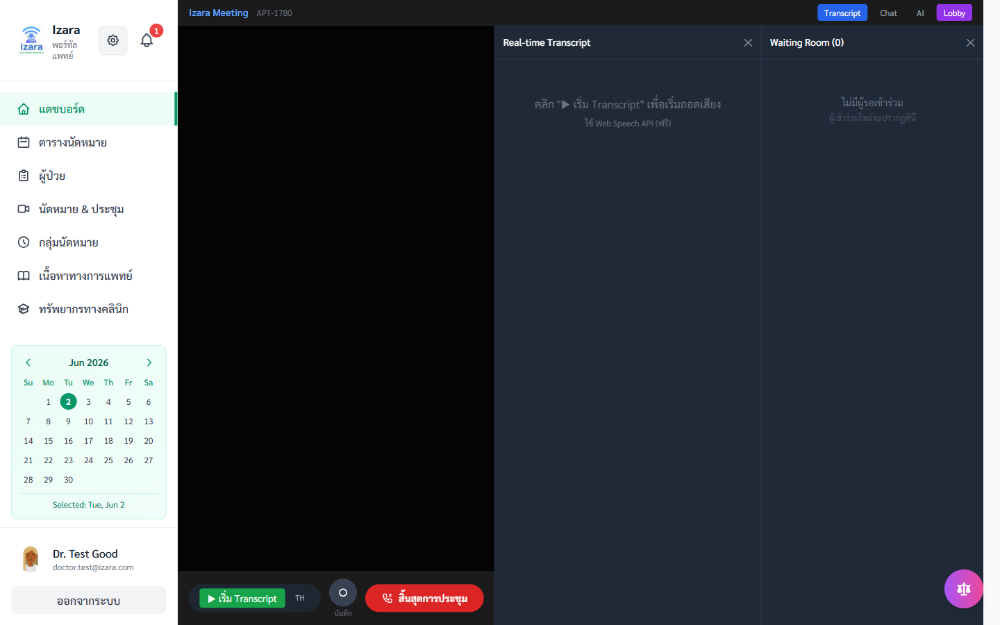 izara
Izara
พอร์ทัล
แพทย์
1
แดชบอร์ด
ตารางนัดหมาย
ผู้ป่วย
นัดหมาย & ประชุม
กลุ่มนัดหมาย
เนื้อหาทางการแพทย์
ทรัพยากรทางคลินิก
Jun 2026
Su Mo Tu We Th Fr Sa
1 2 3 4 5 6
7 8 9 10 11 12 13
14 15 16 17 18 19 20
21 22 23 24 25 26 27
28 29 30
Selected: Tue, Jun 2
Dr. Test Good
doctor.test@izara.com
ออกจากระบบ
Izara Meeting APT-1780
Transcript Chat AI Lobby
▶ เริ่ม Transcript TH
บันทึก
สิ้นสุดการประชุม
Real-time Transcript
คลิก "▶ เริ่ม Transcript" เพื่อเริ่มถอดเสียง
ใช้ Web Speech API (ฟรี)
Waiting Room (0)
ไม่มีผู้รอเข้าร่วม
ผู้เข้าร่วมใหม่จะปรากฏที่นี่